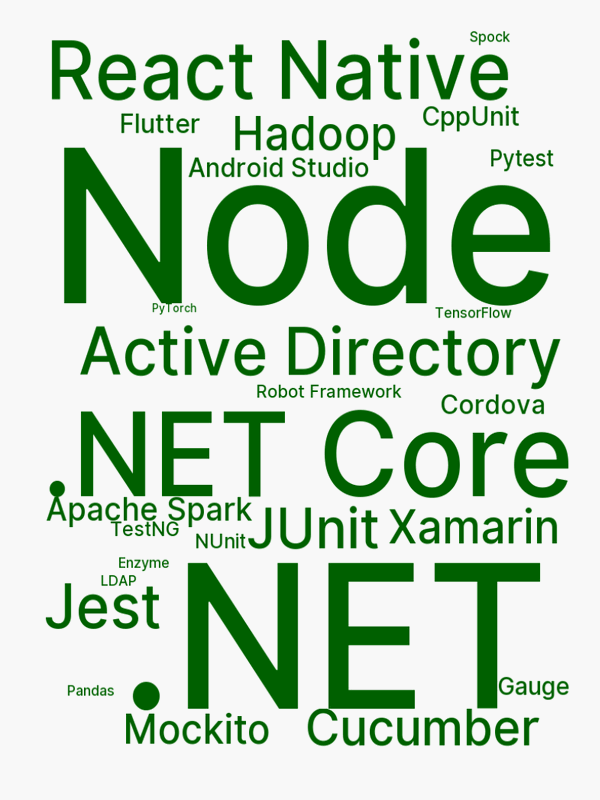 Spock
React Native
CppUnit
Flutter
Hadoop
Pytest
Android Studio
Node
PyTorch
TensorFlow
Active Directory
Robot Framework
Cordova
.NET Core
Apache Spark
TestNG
JUnit
Xamarin
NUnit
Enzyme
LDAP
Jest
.NET
Pandas
Gauge
Mockito
Cucumber